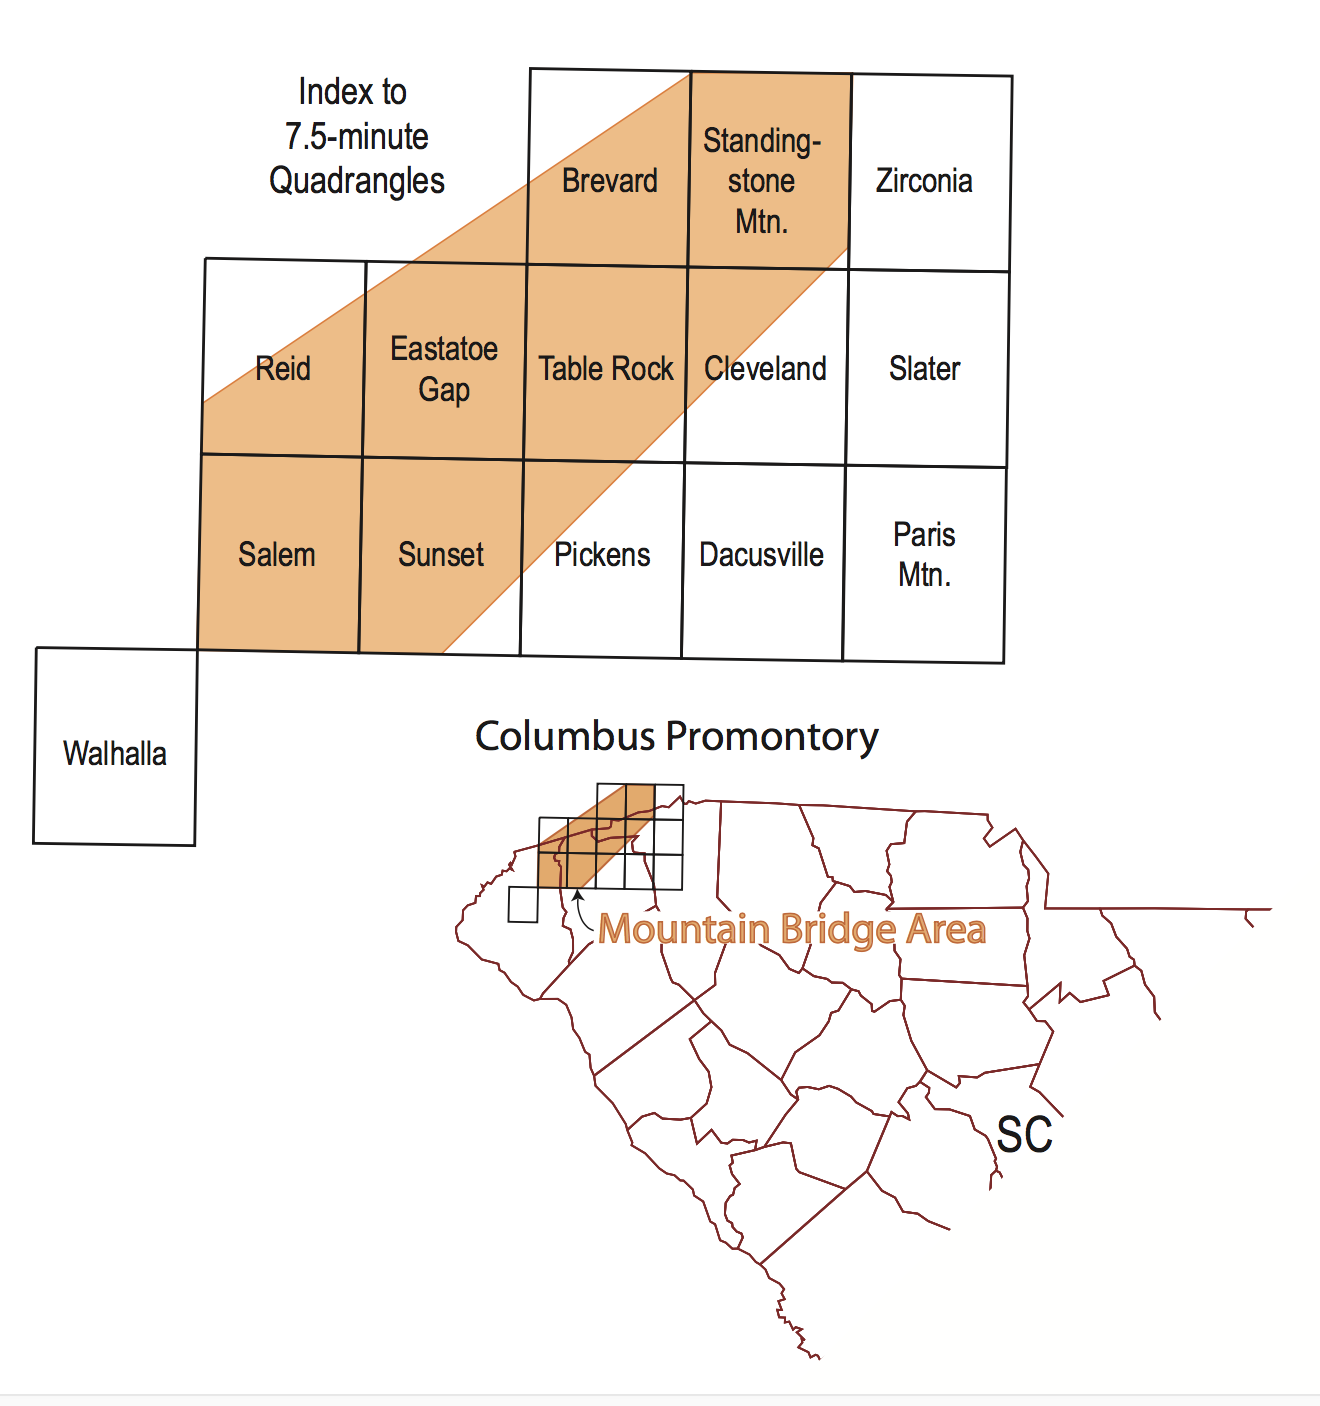 Index to
7.5-minute
Quadrangles
Brevard
Standing-
stone
Mtn.
Zirconia
Reid
Eastatoe
Gap
Table Rock
Cleveland
Slater
Salem
Sunset
Pickens
Dacusville
Paris
Mtn.
Walhalla
Columbus Promontory
Mountain Bridge Area
SC